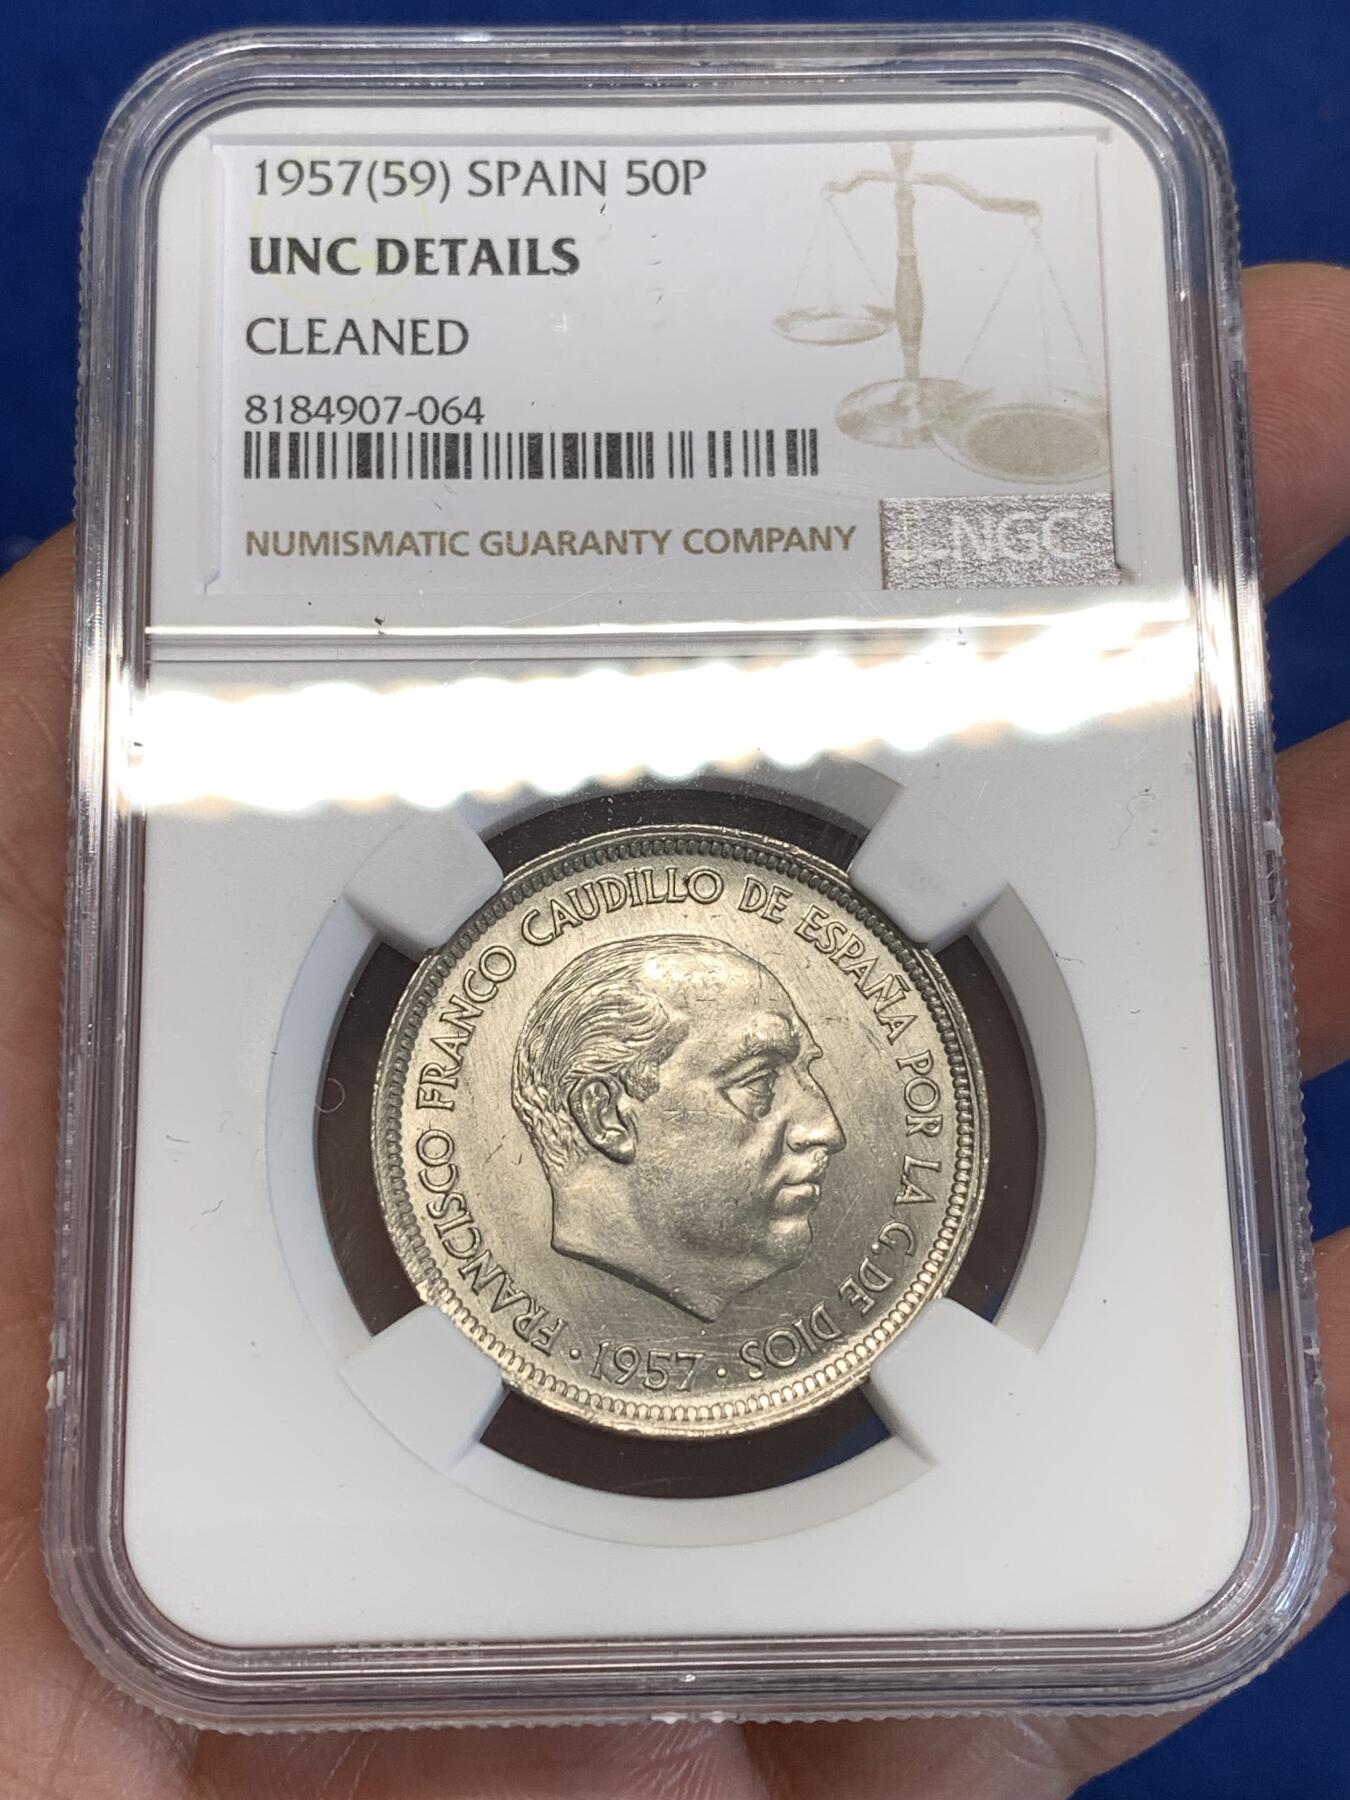 1957(59) SPAIN 50P
UNC DETAILS
CLEANED
8184907-064
NUMISMATIC GUARANTY COMPANY
NGC
FRANCISCO FRANCO CAUDILLO DE ESPAÑA POR LA G. DE DIOS
· 1957 ·